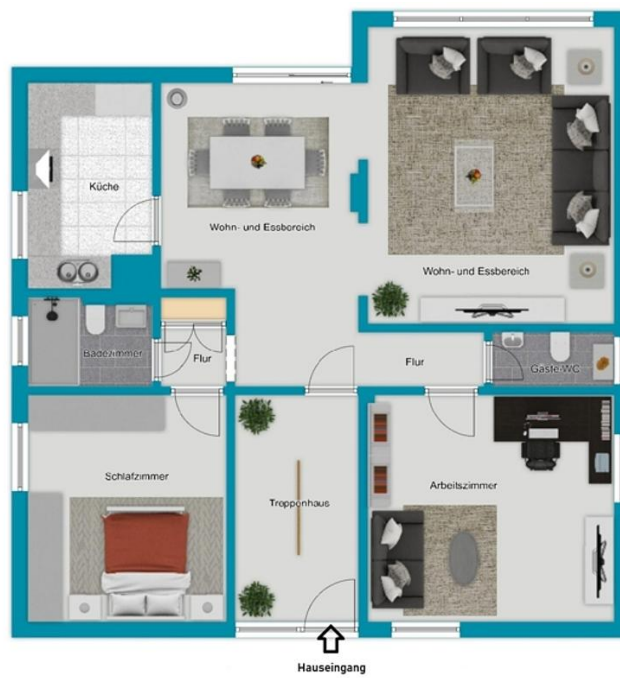 Küche
Wohn- und Essbereich
Wohn- und Essbereich
Badezimmer
Flur
Flur
Gäste-WC
Schlafzimmer
Treppenhaus
Arbeitszimmer
Hauseingang